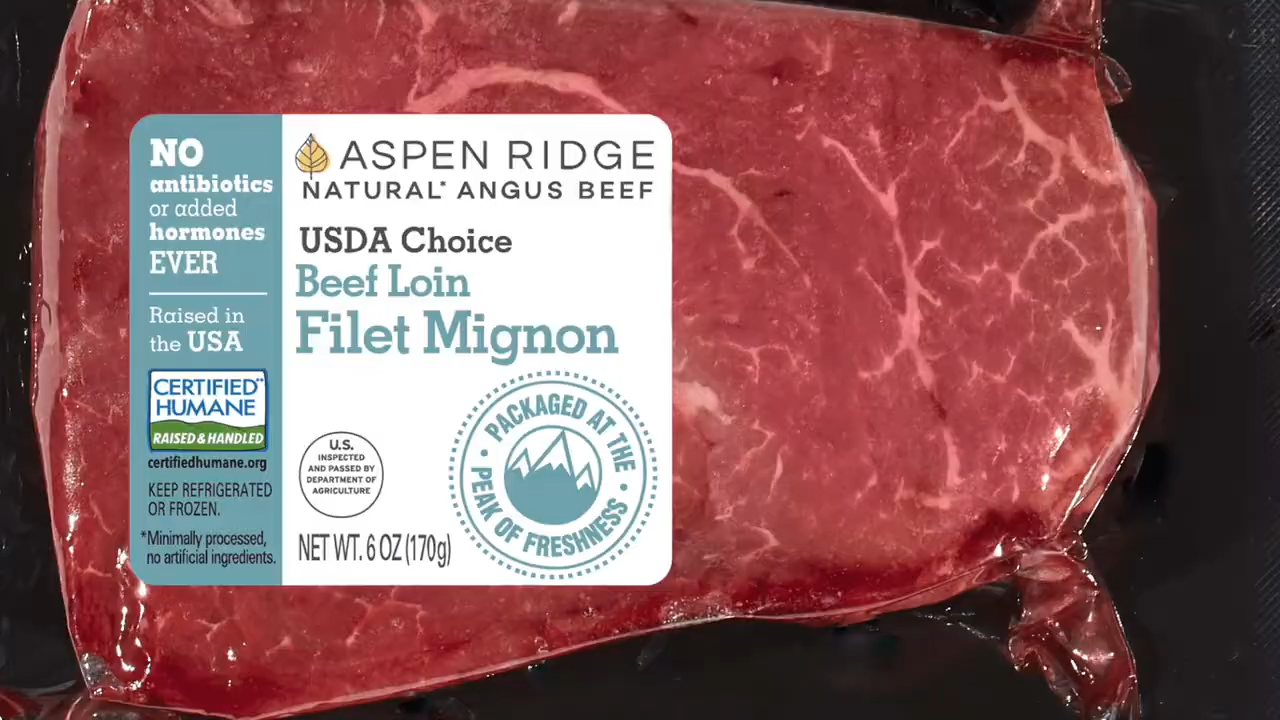 NO
antibiotics
or added
hormones
EVER
Raised in
the USA
CERTIFIED™
HUMANE
RAISED & HANDLED
certifiedhumane.org
KEEP REFRIGERATED
OR FROZEN.
*Minimally processed,
no artificial ingredients.
ASPEN RIDGE
NATURAL* ANGUS BEEF
USDA Choice
Beef Loin
Filet Mignon
U.S.
INSPECTED
AND PASSED BY
DEPARTMENT OF
AGRICULTURE
NET WT. 6 OZ (170g)
• PACKAGED AT THE •
PEAK OF FRESHNESS